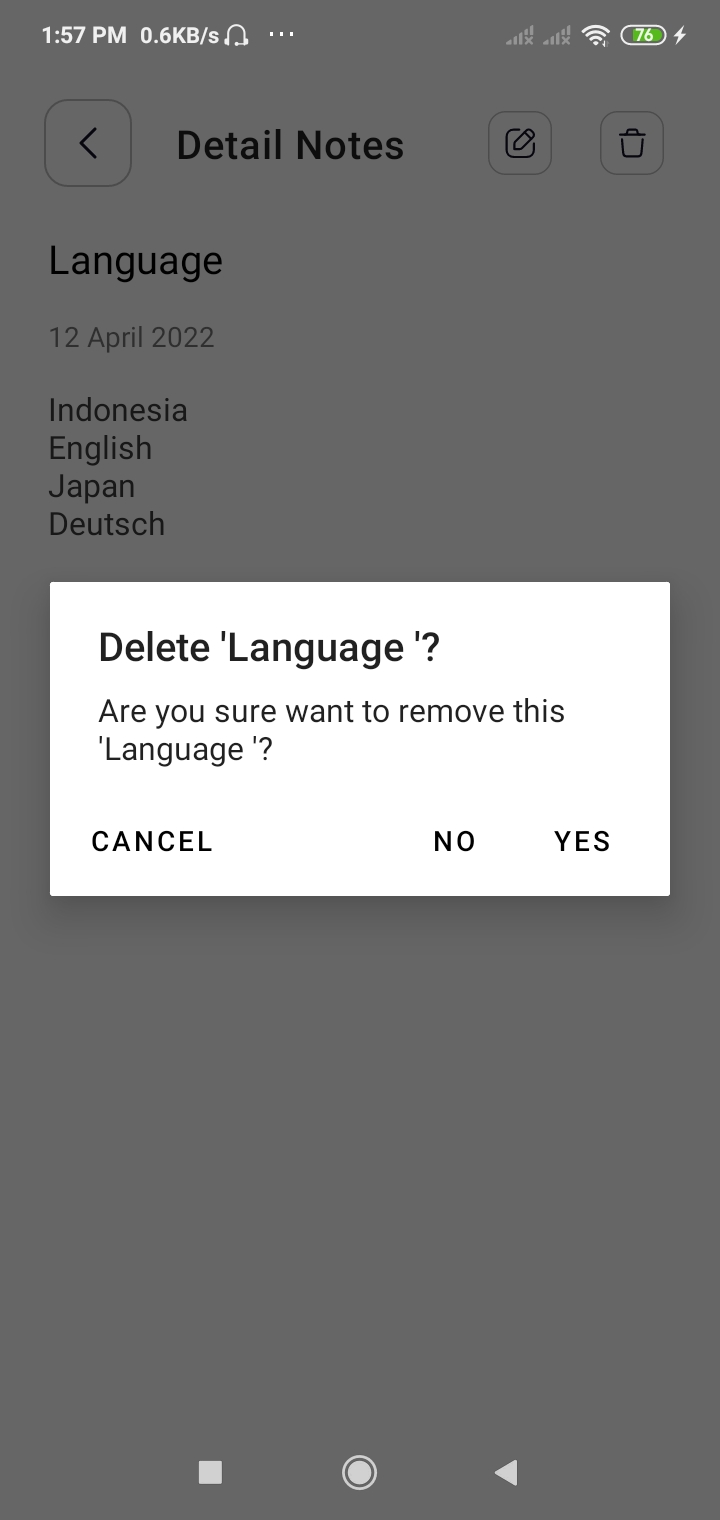 1:57 PM 0.6KB/s ... 76
Detail Notes
Language
12 April 2022
Indonesia
English
Japan
Deutsch
Delete 'Language '?
Are you sure want to remove this
'Language '?
CANCEL NO YES